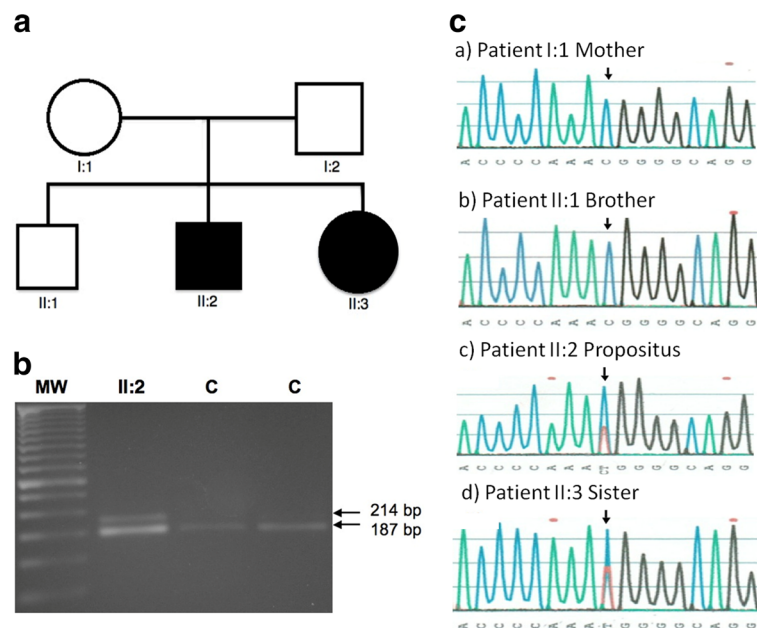 a
I:1
I:2
II:1
II:2
II:3
b
MW II:2 C C
214 bp
187 bp
c
a) Patient I:1 Mother
A C C C C A A A C G G G G C A G G
b) Patient II:1 Brother
A C C C C A A A C G G G G C A G G
c) Patient II:2 Propositus
A C C C C A A A CT G G G G C A G G
d) Patient II:3 Sister